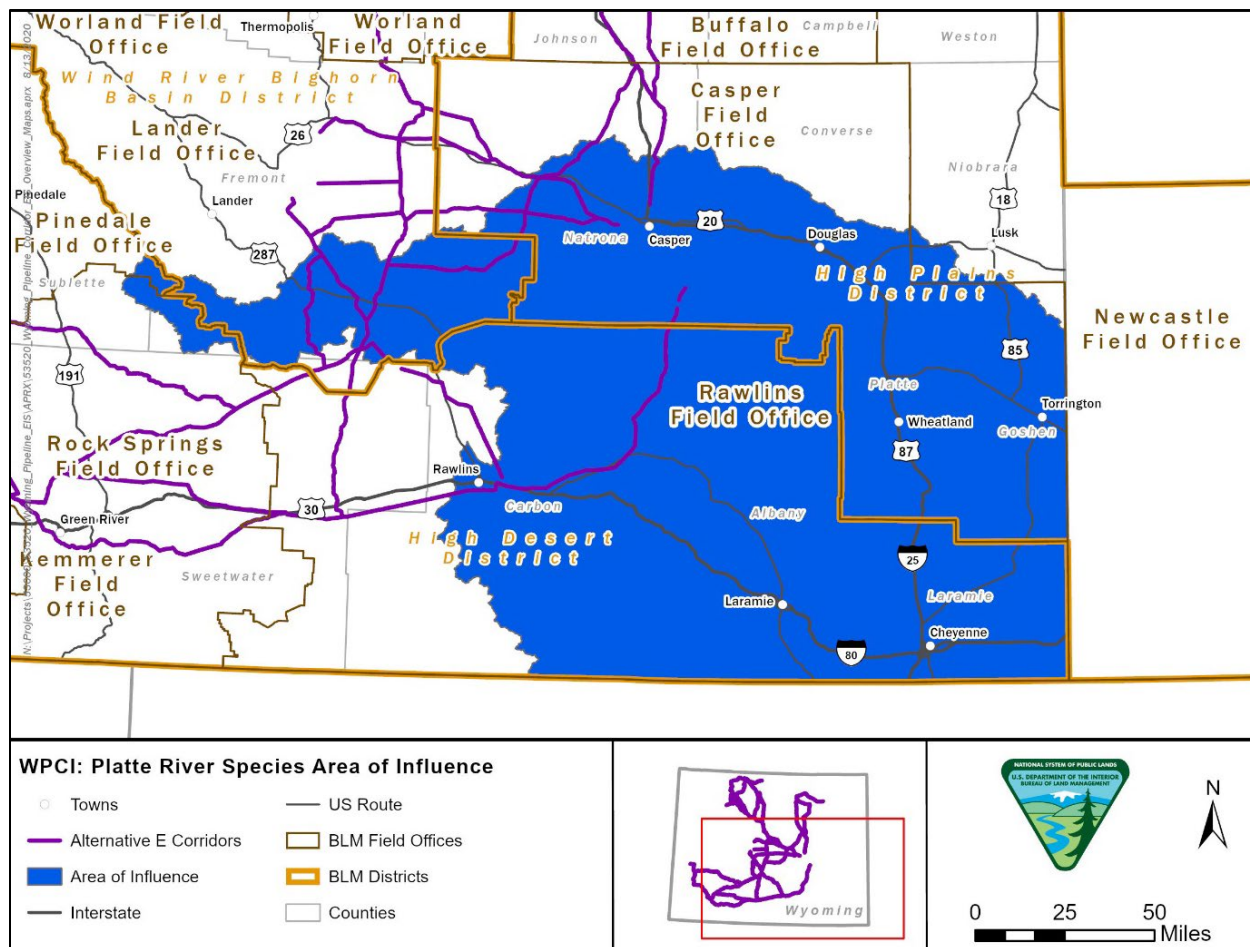 Worland Field
Office
Thermopolis
Worland
Field Office
Johnson
Buffalo
Field Office
Campbell
Weston
Wind River Bighorn
Basin District
Lander
Field Office
26
Fremont
Casper
Field
Office
Converse
Niobrara
18
Pinedale
Lander
Pinedale
Field Office
287
Natrona
Casper
20
Douglas
Lusk
Sublette
High Plains
District
Newcastle
Field Office
85
191
Rawlins
Field Office
Platte
Torrington
Wheatland
Goshen
87
Rock Springs
Field Office
Rawlins
Carbon
30
Green River
Albany
High Desert
District
25
Kemmerer
Field
Office
Sweetwater
Laramie
Laramie
Cheyenne
80
WPCI: Platte River Species Area of Influence
Towns
Alternative E Corridors
Area of Influence
Interstate
US Route
BLM Field Offices
BLM Districts
Counties
Wyoming
NATIONAL SYSTEM OF PUBLIC LANDS
U.S. DEPARTMENT OF THE INTERIOR
BUREAU OF LAND MANAGEMENT
N
0 25 50
Miles